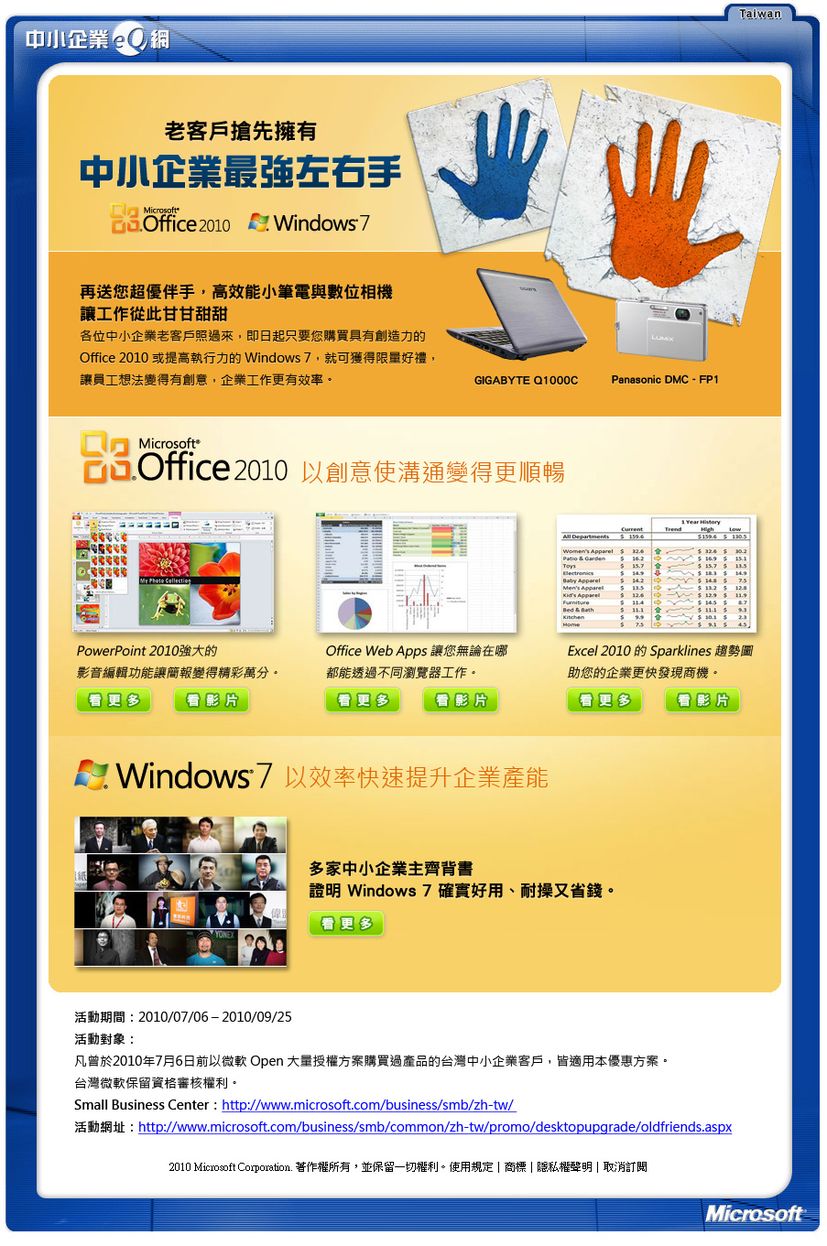 Taiwan
中小企業eQ網
老客戶搶先擁有
中小企業最強左右手
Microsoft®
Office 2010 Windows 7
再送您超優伴手，高效能小筆電與數位相機
讓工作從此甘甘甜甜
各位中小企業老客戶照過來，即日起只要您購買具有創造力的
Office 2010 或提高執行力的 Windows 7，就可獲得限量好禮，
讓員工想法變得有創意，企業工作更有效率。
LUMIX
GIGABYTE Q1000C
Panasonic DMC - FP1
Microsoft®
Office 2010 以創意使溝通變得更順暢
My Photo Collection
Sales by Region
1 Year History
Current Trend High Low
All Departments $ 159.6 $159.6 $ 130.5
Women's Apparel $ 32.6 $ 32.6 $ 30.2
Patio & Garden $ 16.2 $ 16.9 $ 15.1
Toys $ 15.7 $ 15.7 $ 13.5
Electronics $ 14.9 $ 18.3 $ 14.9
Baby Apparel $ 14.2 $ 14.8 $ 7.5
Men's Apparel $ 13.5 $ 13.2 $ 12.8
Kid's Apparel $ 12.6 $ 12.9 $ 11.9
Furniture $ 11.4 $ 14.5 $ 8.7
Bed & Bath $ 11.1 $ 11.1 $ 9.3
Kitchen $ 9.9 $ 10.1 $ 2.3
Home $ 7.5 $ 9.1 $ 4.5
PowerPoint 2010強大的
影音編輯功能讓簡報變得精彩萬分。
看更多 看影片
Office Web Apps 讓您無論在哪
都能透過不同瀏覽器工作。
看更多 看影片
Excel 2010 的 Sparklines 趨勢圖
助您的企業更快發現商機。
看更多 看影片
Windows 7 以效率快速提升企業產能
YONEX
多家中小企業主齊背書
證明 Windows 7 確實好用、耐操又省錢。
看更多
活動期間：2010/07/06 – 2010/09/25
活動對象：
凡曾於2010年7月6日前以微軟 Open 大量授權方案購買過產品的台灣中小企業客戶，皆適用本優惠方案。
台灣微軟保留資格審核權利。
Small Business Center：http://www.microsoft.com/business/smb/zh-tw/
活動網址：http://www.microsoft.com/business/smb/common/zh-tw/promo/desktopupgrade/oldfriends.aspx
2010 Microsoft Corporation. 著作權所有，並保留一切權利。使用規定 | 商標 | 隱私權聲明 | 取消訂閱
Microsoft